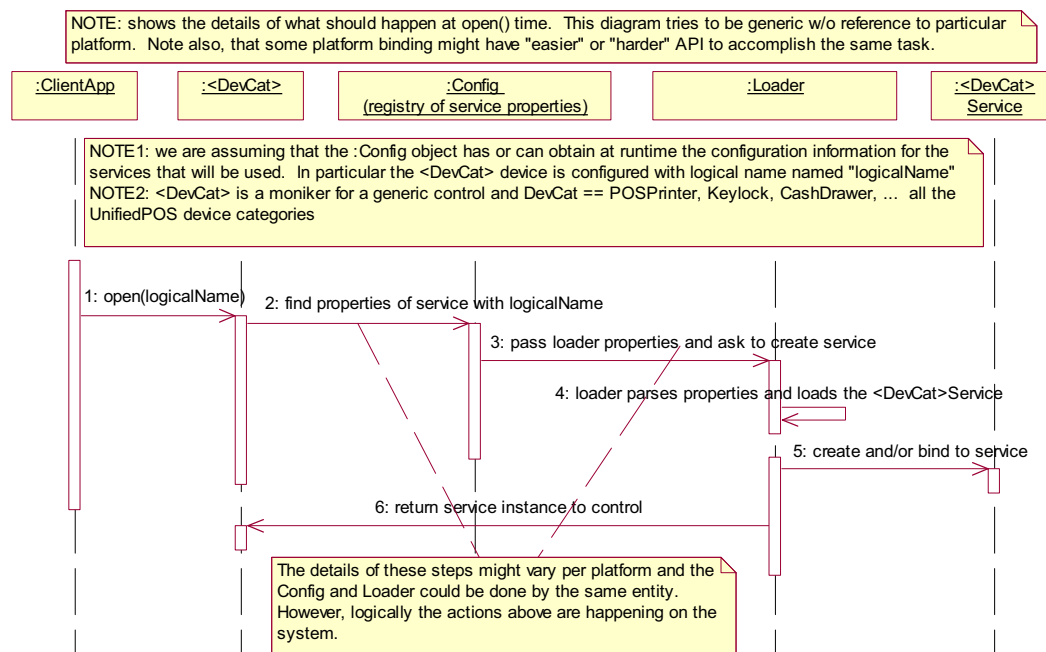 NOTE: shows the details of what should happen at open() time.  This diagram tries to be generic w/o reference to particular
platform.  Note also, that some platform binding might have "easier" or "harder" API to accomplish the same task.
:ClientApp
:<DevCat>
:Config
(registry of service properties)
:Loader
:<DevCat>
Service
NOTE1: we are assuming that the :Config object has or can obtain at runtime the configuration information for the
services that will be used.  In particular the <DevCat> device is configured with logical name named "logicalName"
NOTE2: <DevCat> is a moniker for a generic control and DevCat == POSPrinter, Keylock, CashDrawer, ...  all the
UnifiedPOS device categories
1: open(logicalName)
2: find properties of service with logicalName
3: pass loader properties and ask to create service
4: loader parses properties and loads the <DevCat>Service
5: create and/or bind to service
6: return service instance to control
The details of these steps might vary per platform and the
Config and Loader could be done by the same entity.
However, logically the actions above are happening on the
system.